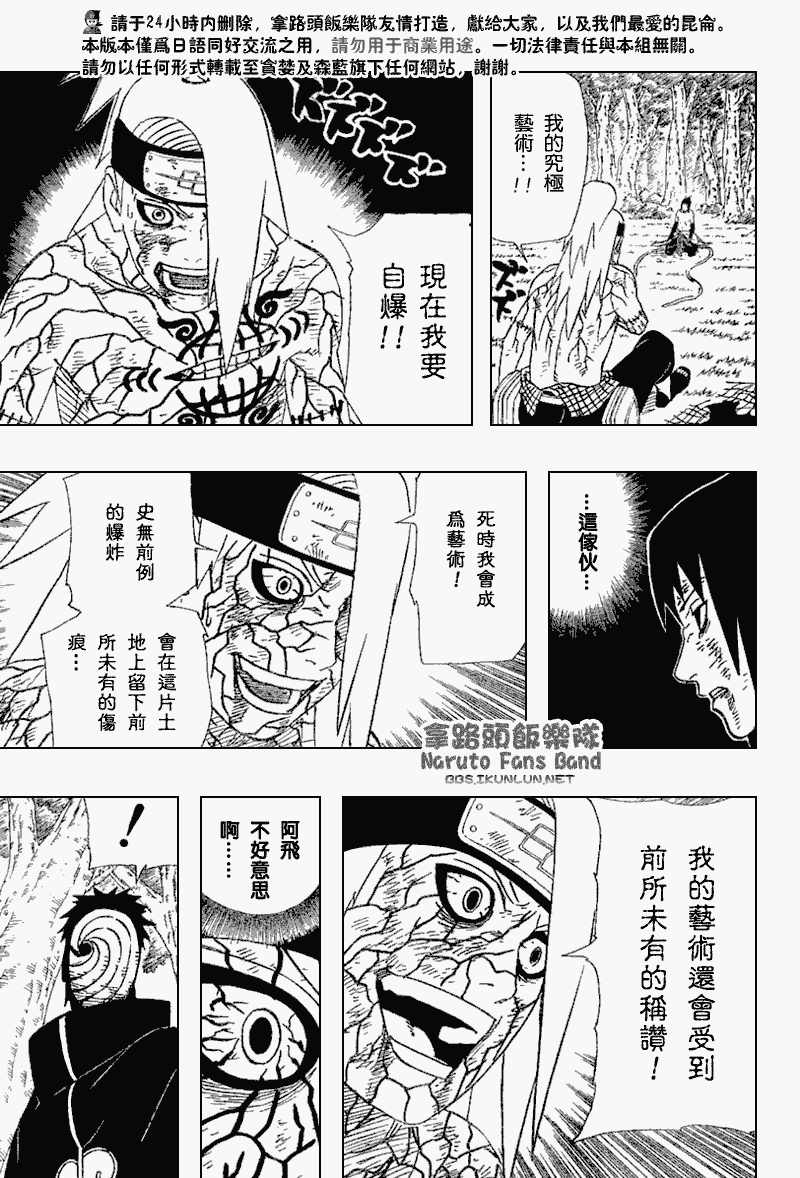 請于24小時内删除，拿路頭飯樂隊友情打造，獻給大家，以及我們最愛的昆侖。
本版本僅爲日語同好交流之用，請勿用于商業用途。一切法律責任與本組無關。
請勿以任何形式轉載至貪婪及森藍旗下任何網站，謝謝。
我的究極
藝術…!!
ズズ
ズズズズ
現在我要
自爆!!
…這傢伙…
死時我會成
爲藝術！
史無前例
的爆炸
會在這片土
地上留下前
所未有的傷
痕…
拿路頭飯樂隊
Naruto Fans Band
BBS.IKUNLUN.NET
我的藝術還會受到
前所未有的稱讚！
阿飛
不好意思
啊……
！